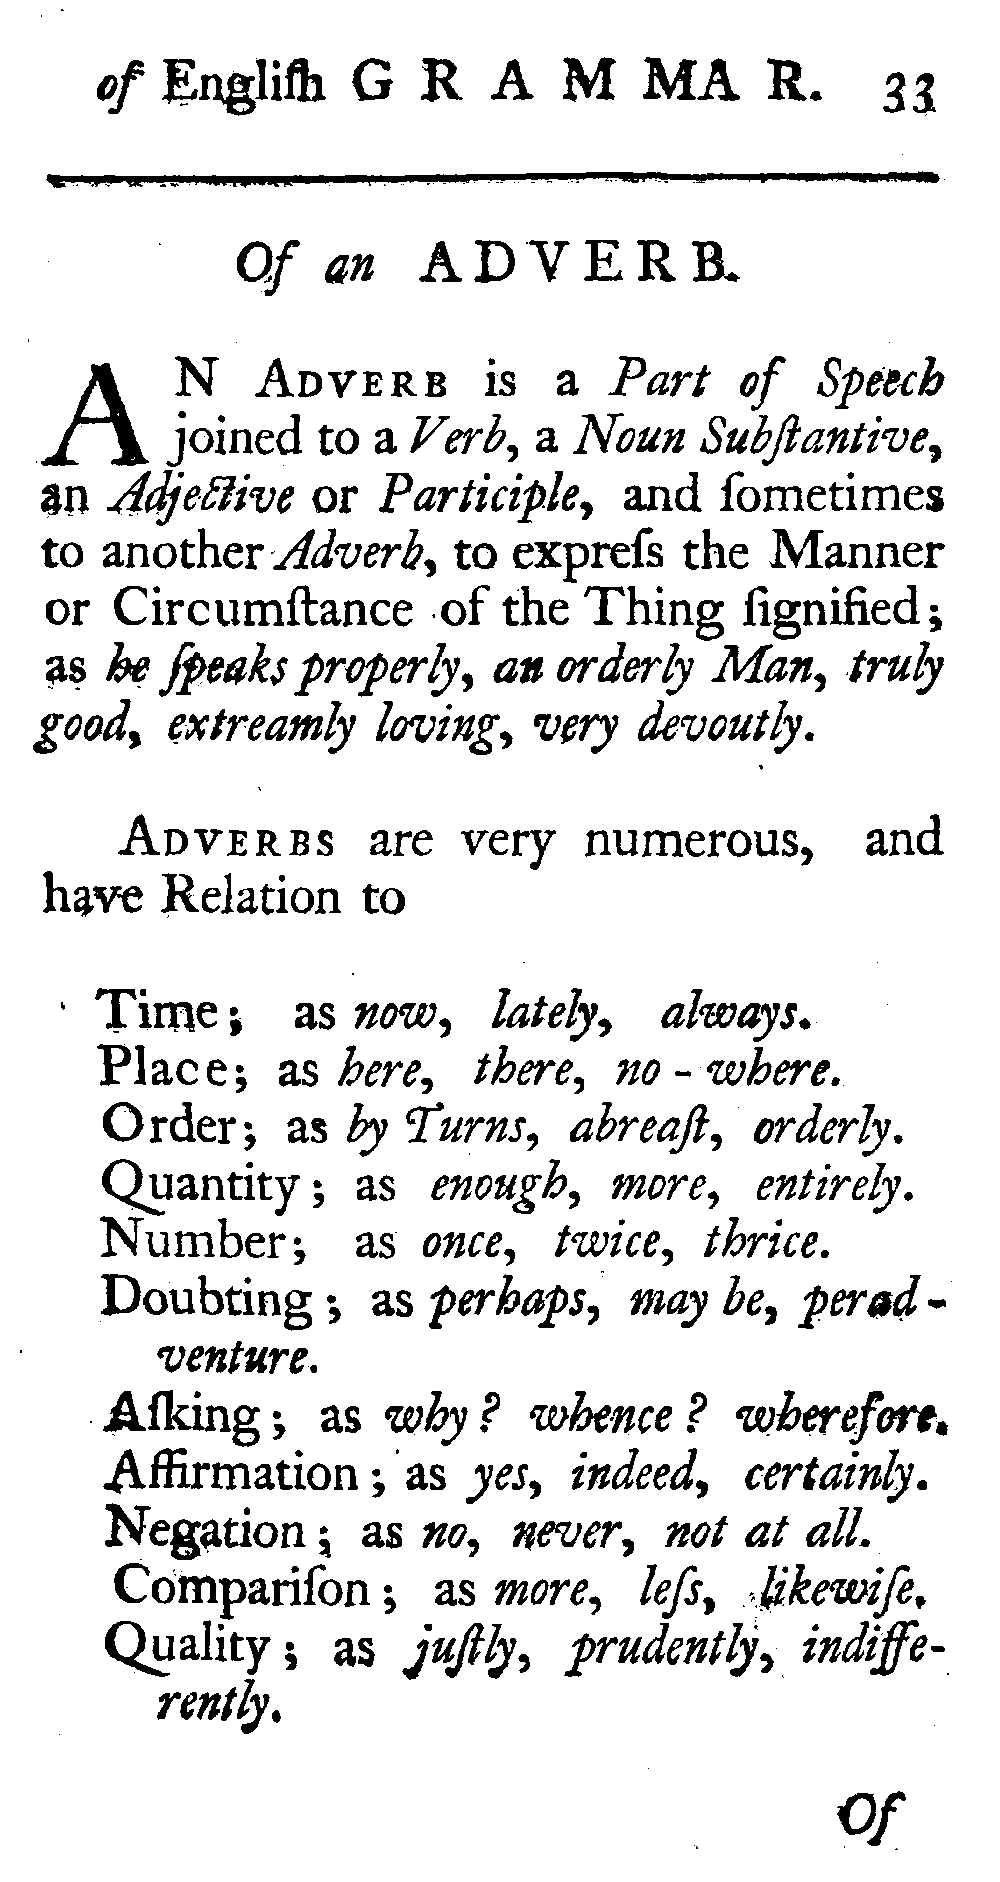 of Engliſh GRAMMAR. 33
Of an ADVERB.
AN ADVERB is a Part of Speech
joined to a Verb, a Noun Subſtantive,
an Adjective or Participle, and ſometimes
to another Adverb, to expreſs the Manner
or Circumſtance of the Thing ſignified;
as he ſpeaks properly, an orderly Man, truly
good, extreamly loving, very devoutly.
ADVERBS are very numerous, and
have Relation to
Time; as now, lately, always.
Place; as here, there, no-where.
Order; as by Turns, abreaſt, orderly.
Quantity; as enough, more, entirely.
Number; as once, twice, thrice.
Doubting; as perhaps, may be, perad-
venture.
Aſking; as why? whence? wherefore.
Affirmation; as yes, indeed, certainly.
Negation; as no, never, not at all.
Compariſon; as more, leſs, likewiſe.
Quality; as juſtly, prudently, indiffe-
rently.
Of